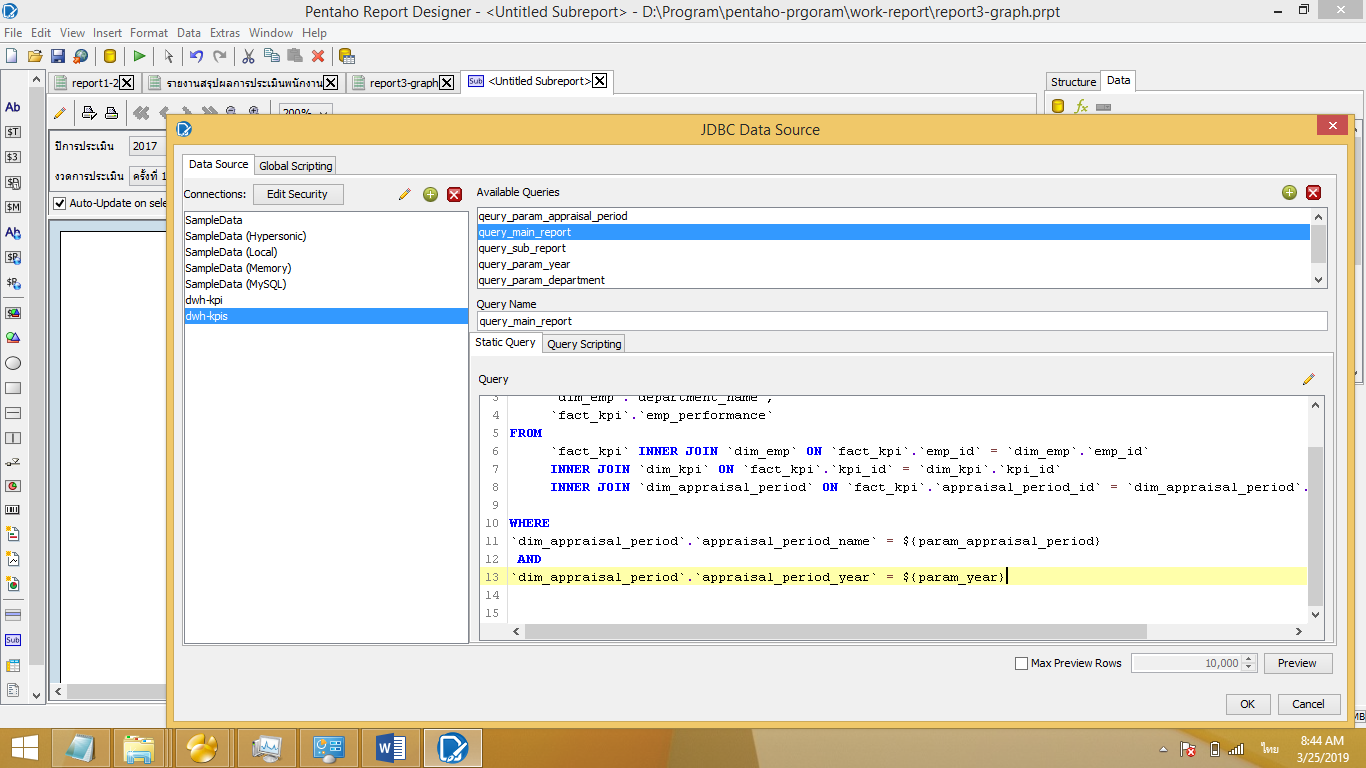 Pentaho Report Designer - <Untitled Subreport> - D:\Program\pentaho-prgoram\work-report\report3-graph.prpt
File Edit View Insert Format Data Extras Window Help
report1-2
รายงานสรุปผลการประเมินพนักงาน
report3-graph
Sub <Untitled Subreport>
Structure Data
200%
ปีการประเมิน 2017
งวดการประเมิน ครั้งที่ 1
Auto-Update on sele
JDBC Data Source
Data Source Global Scripting
Connections: Edit Security
SampleData
SampleData (Hypersonic)
SampleData (Local)
SampleData (Memory)
SampleData (MySQL)
dwh-kpi
dwh-kpis
Available Queries
qeury_param_appraisal_period
query_main_report
query_sub_report
query_param_year
query_param_department
Query Name
query_main_report
Static Query Query Scripting
Query
3 `dim_emp`.`department_name`,
4 `fact_kpi`.`emp_performance`
5 FROM
6 `fact_kpi` INNER JOIN `dim_emp` ON `fact_kpi`.`emp_id` = `dim_emp`.`emp_id`
7 INNER JOIN `dim_kpi` ON `fact_kpi`.`kpi_id` = `dim_kpi`.`kpi_id`
8 INNER JOIN `dim_appraisal_period` ON `fact_kpi`.`appraisal_period_id` = `dim_appraisal_period`.
9
10 WHERE
11 `dim_appraisal_period`.`appraisal_period_name` = ${param_appraisal_period}
12 AND
13 `dim_appraisal_period`.`appraisal_period_year` = ${param_year}
14
15
Max Preview Rows 10,000 Preview
OK Cancel
MB
Ab
$T
$3
$M
Ab
$P
Sub
ไทย
8:44 AM
3/25/2019